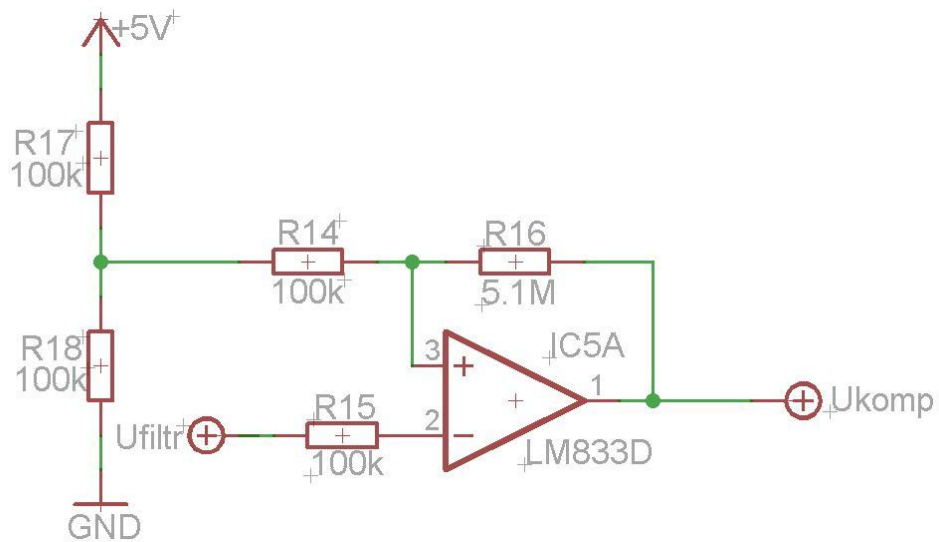 +5V
R17
100k
R14
100k
R16
5.1M
R18
100k
3
IC5A
1
Ukomp
R15
2
Ufiltr
100k
LM833D
GND